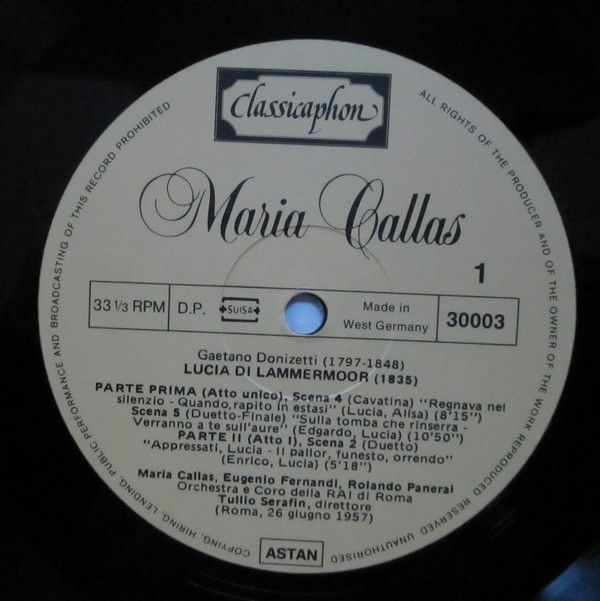 Classicaphon
Maria Callas
1
33 1/3 RPM
D.P.
SUISA
Made in
West Germany
30003
Gaetano Donizetti (1797-1848)
LUCIA DI LAMMERMOOR (1835)
PARTE PRIMA (Atto unico), Scena 4 (Cavatina) "Regnava nel
silenzio - Quando, rapito in estasi" (Lucia, Alisa) (8'15")
Scena 5 (Duetto-Finale) "Sulla tomba che rinserra -
Verranno a te sull'aure" (Edgardo, Lucia) (10'50")
PARTE II (Atto I), Scena 2 (Duetto)
"Appressati, Lucia - Il pallor, funesto, orrendo"
(Enrico, Lucia) (5'18")
Maria Callas, Eugenio Fernandi, Rolando Panerai
Orchestra e Coro della RAI di Roma
Tullio Serafin, direttore
(Roma, 26 giugno 1957)
ASTAN
ALL RIGHTS OF THE PRODUCER AND OF THE OWNER OF THE WORK REPRODUCED RESERVED UNAUTHORISED
COPYING, HIRING, LENDING, PUBLIC PERFORMANCE AND BROADCASTING OF THIS RECORD PROHIBITED